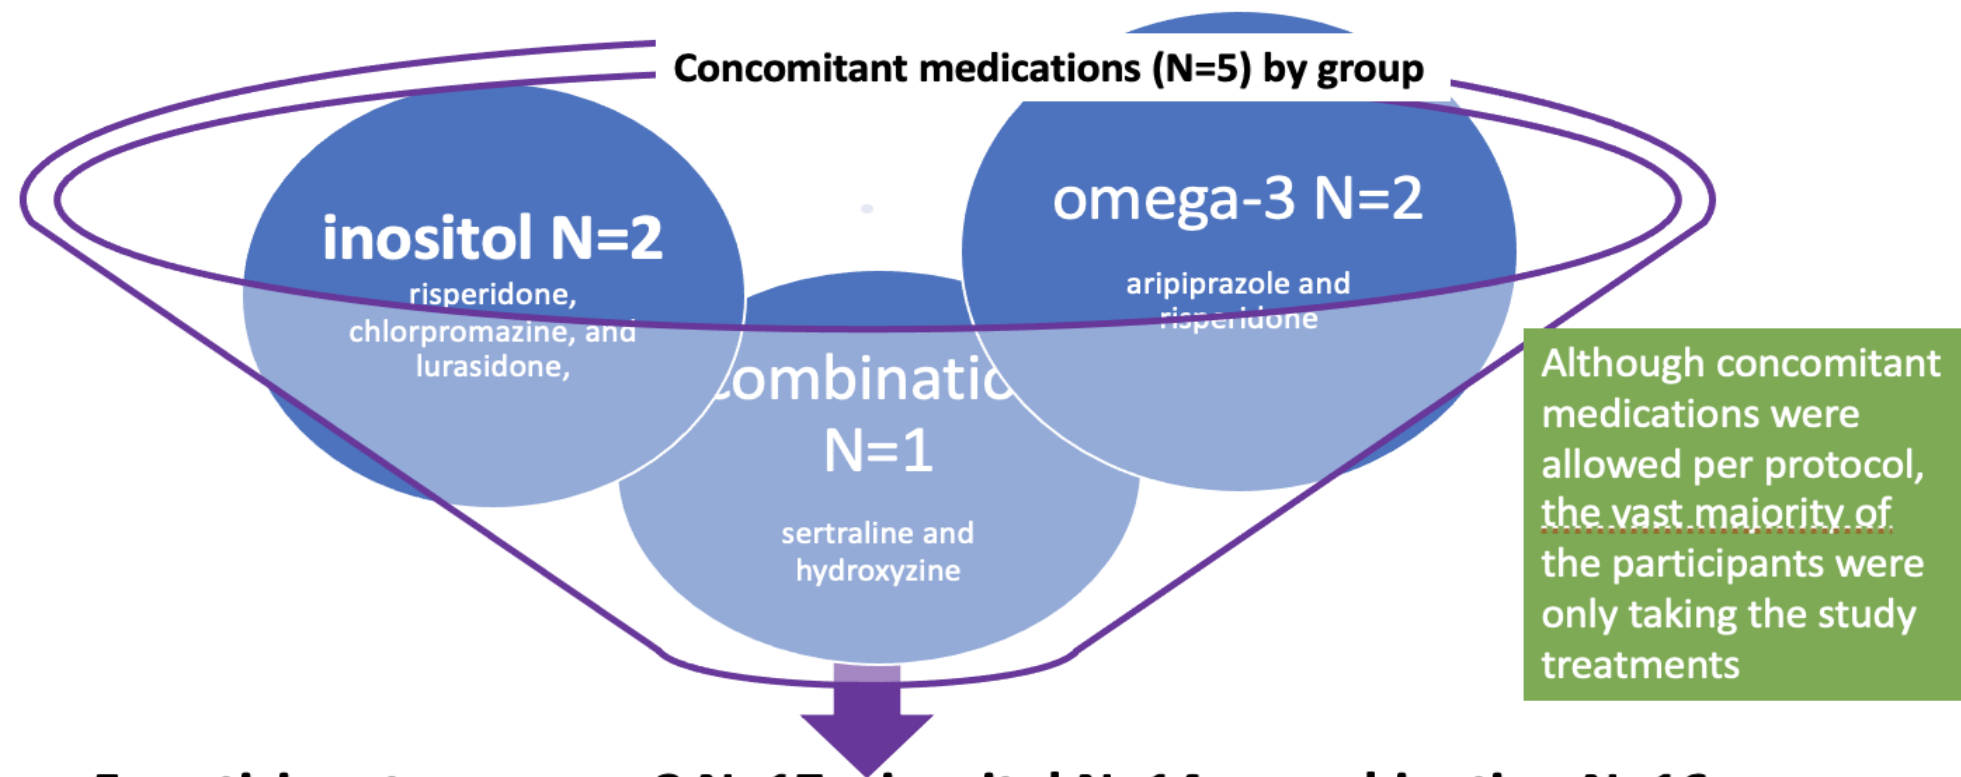 Concomitant medications (N=5) by group
inositol N=2
risperidone,
chlorpromazine, and
lurasidone,
omega-3 N=2
aripiprazole and
risperidone
combinatio
N=1
sertraline and
hydroxyzine
Although concomitant
medications were
allowed per protocol,
the vast majority of
the participants were
only taking the study
treatments